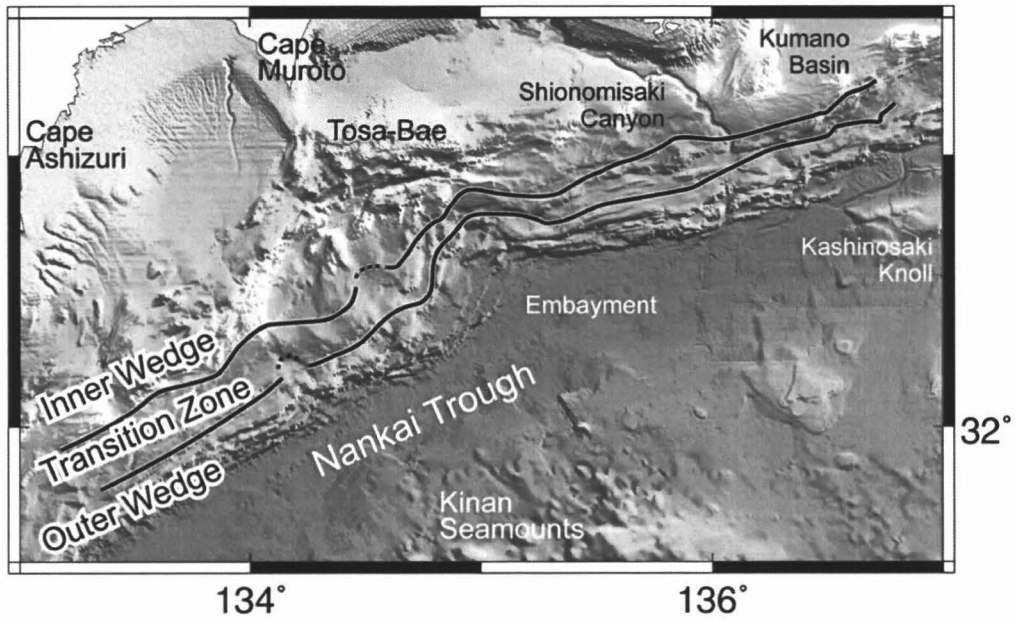 Cape
Muroto
Kumano
Basin
Shionomisaki
Canyon
Cape
Ashizuri
Tosa-Bae
Kashinosaki
Knoll
Embayment
Inner Wedge
Transition Zone
Outer Wedge
Nankai Trough
Kinan
Seamounts
32°
134°
136°